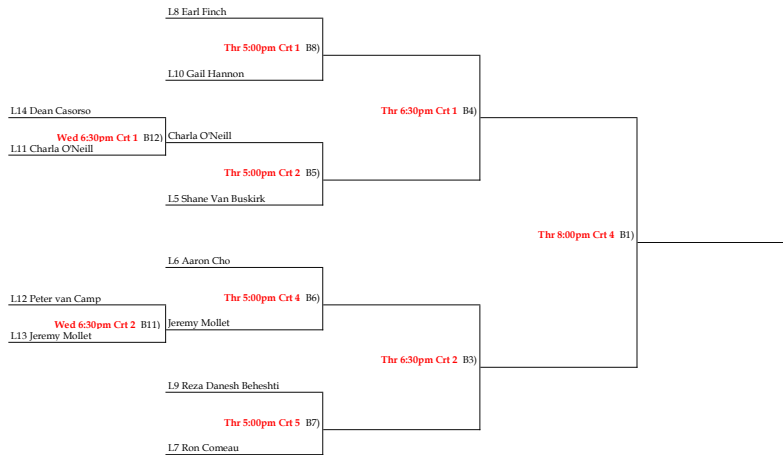 L8 Earl Finch
Thr 5:00pm Crt 1 B8)
L10 Gail Hannon
Thr 6:30pm Crt 1 B4)
L14 Dean Casorso
Wed 6:30pm Crt 1 B12)
Charla O'Neill
L11 Charla O'Neill
Thr 5:00pm Crt 2 B5)
L5 Shane Van Buskirk
Thr 8:00pm Crt 4 B1)
L6 Aaron Cho
Thr 5:00pm Crt 4 B6)
L12 Peter van Camp
Wed 6:30pm Crt 2 B11)
Jeremy Mollet
L13 Jeremy Mollet
Thr 6:30pm Crt 2 B3)
L9 Reza Danesh Beheshti
Thr 5:00pm Crt 5 B7)
L7 Ron Comeau